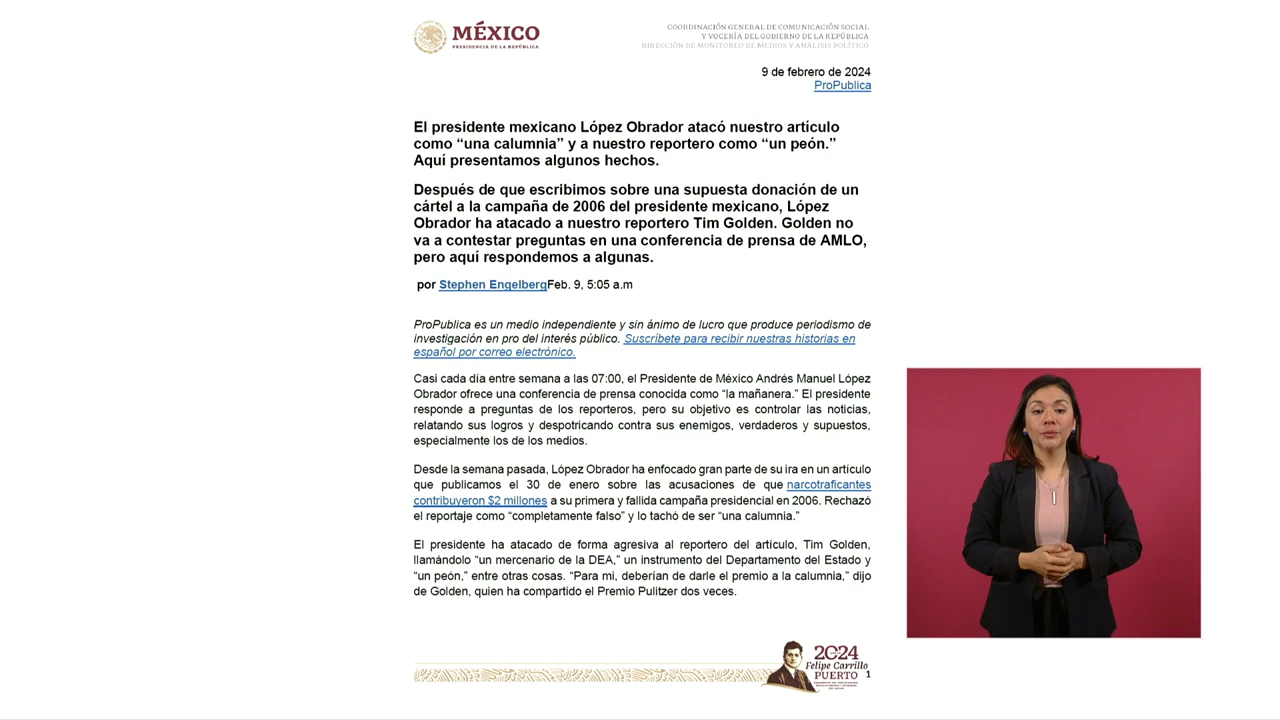 MÉXICO
PRESIDENCIA DE LA REPÚBLICA
COORDINACIÓN GENERAL DE COMUNICACIÓN SOCIAL
Y VOCERÍA DEL GOBIERNO DE LA REPÚBLICA
DIRECCIÓN DE MONITOREO DE MEDIOS Y ANÁLISIS POLÍTICO
9 de febrero de 2024
ProPublica
El presidente mexicano López Obrador atacó nuestro artículo
como “una calumnia” y a nuestro reportero como “un peón.”
Aquí presentamos algunos hechos.
Después de que escribimos sobre una supuesta donación de un
cártel a la campaña de 2006 del presidente mexicano, López
Obrador ha atacado a nuestro reportero Tim Golden. Golden no
va a contestar preguntas en una conferencia de prensa de AMLO,
pero aquí respondemos a algunas.
por Stephen EngelbergFeb. 9, 5:05 a.m
ProPublica es un medio independiente y sin ánimo de lucro que produce periodismo de
investigación en pro del interés público. Suscríbete para recibir nuestras historias en
español por correo electrónico.
Casi cada día entre semana a las 07:00, el Presidente de México Andrés Manuel López
Obrador ofrece una conferencia de prensa conocida como “la mañanera.” El presidente
responde a preguntas de los reporteros, pero su objetivo es controlar las noticias,
relatando sus logros y despotricando contra sus enemigos, verdaderos y supuestos,
especialmente los de los medios.
Desde la semana pasada, López Obrador ha enfocado gran parte de su ira en un artículo
que publicamos el 30 de enero sobre las acusaciones de que narcotraficantes
contribuyeron $2 millones a su primera y fallida campaña presidencial en 2006. Rechazó
el reportaje como “completamente falso” y lo tachó de ser “una calumnia.”
El presidente ha atacado de forma agresiva al reportero del artículo, Tim Golden,
llamándolo “un mercenario de la DEA,” un instrumento del Departamento del Estado y
“un peón,” entre otras cosas. “Para mi, deberían de darle el premio a la calumnia,” dijo
de Golden, quien ha compartido el Premio Pulitzer dos veces.
2024
Felipe Carrillo
PUERTO
1